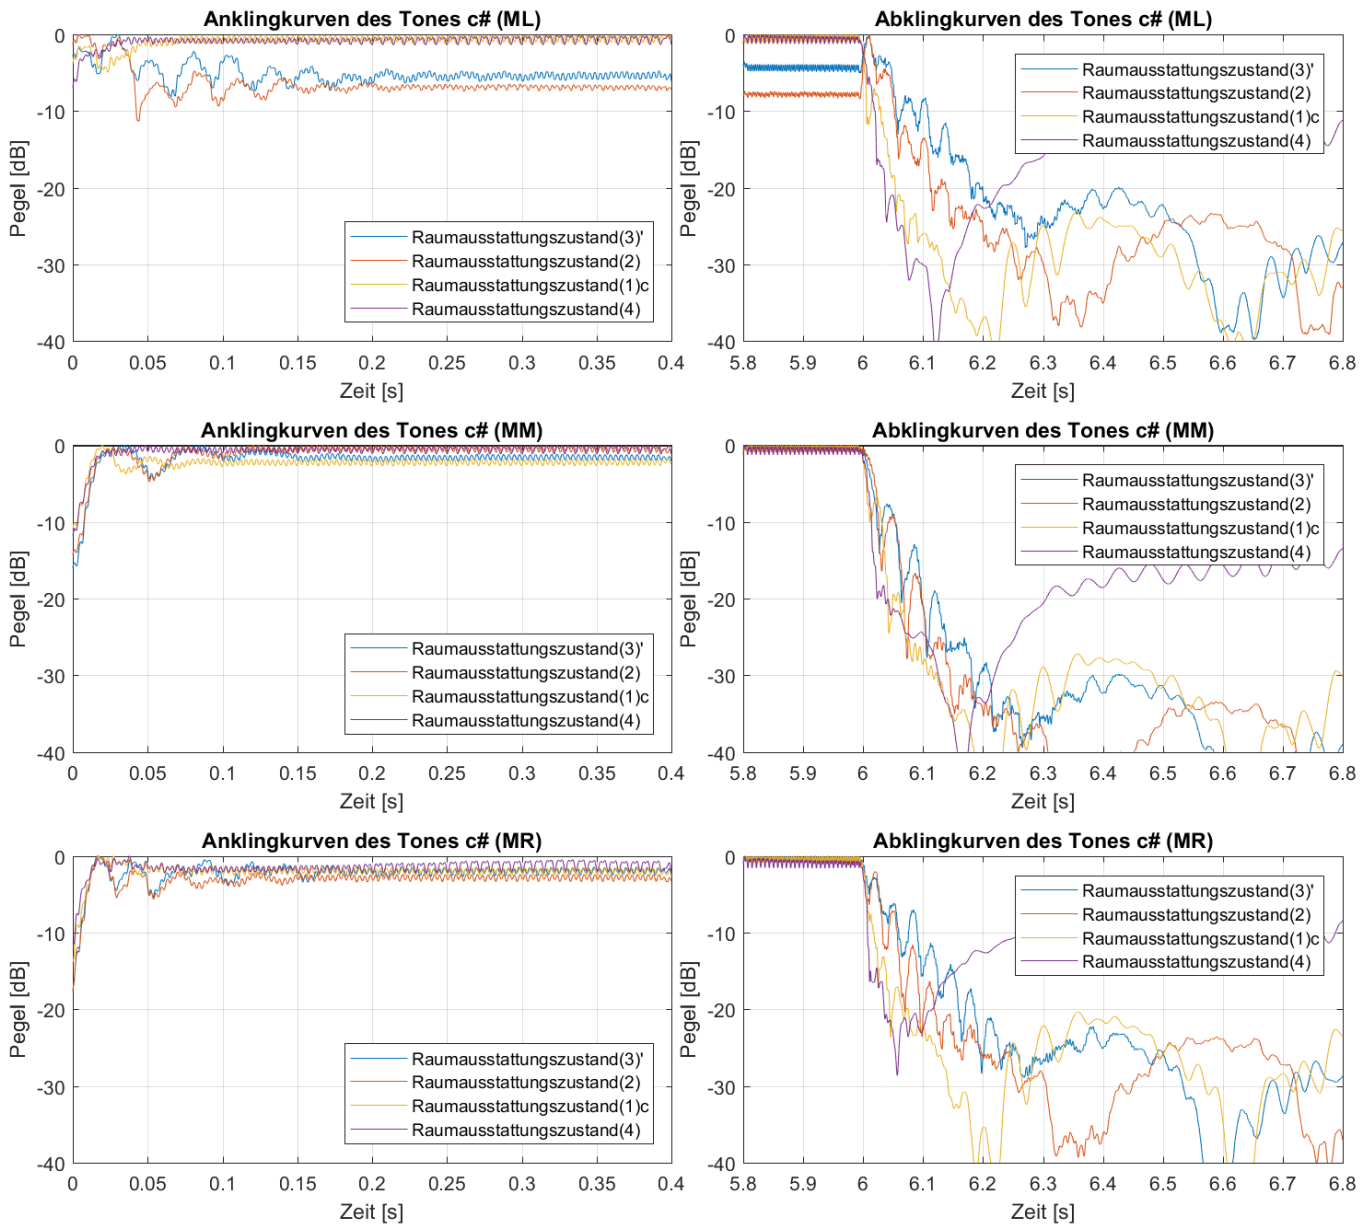 Anklingkurven des Tones c# (ML)
0
-10
-20
-30
-40
Pegel [dB]
Raumausstattungszustand(3)'
Raumausstattungszustand(2)
Raumausstattungszustand(1)c
Raumausstattungszustand(4)
0 0.05 0.1 0.15 0.2 0.25 0.3 0.35 0.4
Zeit [s]
Abklingkurven des Tones c# (ML)
0
-10
-20
-30
-40
Pegel [dB]
Raumausstattungszustand(3)'
Raumausstattungszustand(2)
Raumausstattungszustand(1)c
Raumausstattungszustand(4)
5.8 5.9 6 6.1 6.2 6.3 6.4 6.5 6.6 6.7 6.8
Zeit [s]
Anklingkurven des Tones c# (MM)
0
-10
-20
-30
-40
Pegel [dB]
Raumausstattungszustand(3)'
Raumausstattungszustand(2)
Raumausstattungszustand(1)c
Raumausstattungszustand(4)
0 0.05 0.1 0.15 0.2 0.25 0.3 0.35 0.4
Zeit [s]
Abklingkurven des Tones c# (MM)
0
-10
-20
-30
-40
Pegel [dB]
Raumausstattungszustand(3)'
Raumausstattungszustand(2)
Raumausstattungszustand(1)c
Raumausstattungszustand(4)
5.8 5.9 6 6.1 6.2 6.3 6.4 6.5 6.6 6.7 6.8
Zeit [s]
Anklingkurven des Tones c# (MR)
0
-10
-20
-30
-40
Pegel [dB]
Raumausstattungszustand(3)'
Raumausstattungszustand(2)
Raumausstattungszustand(1)c
Raumausstattungszustand(4)
0 0.05 0.1 0.15 0.2 0.25 0.3 0.35 0.4
Zeit [s]
Abklingkurven des Tones c# (MR)
0
-10
-20
-30
-40
Pegel [dB]
Raumausstattungszustand(3)'
Raumausstattungszustand(2)
Raumausstattungszustand(1)c
Raumausstattungszustand(4)
5.8 5.9 6 6.1 6.2 6.3 6.4 6.5 6.6 6.7 6.8
Zeit [s]